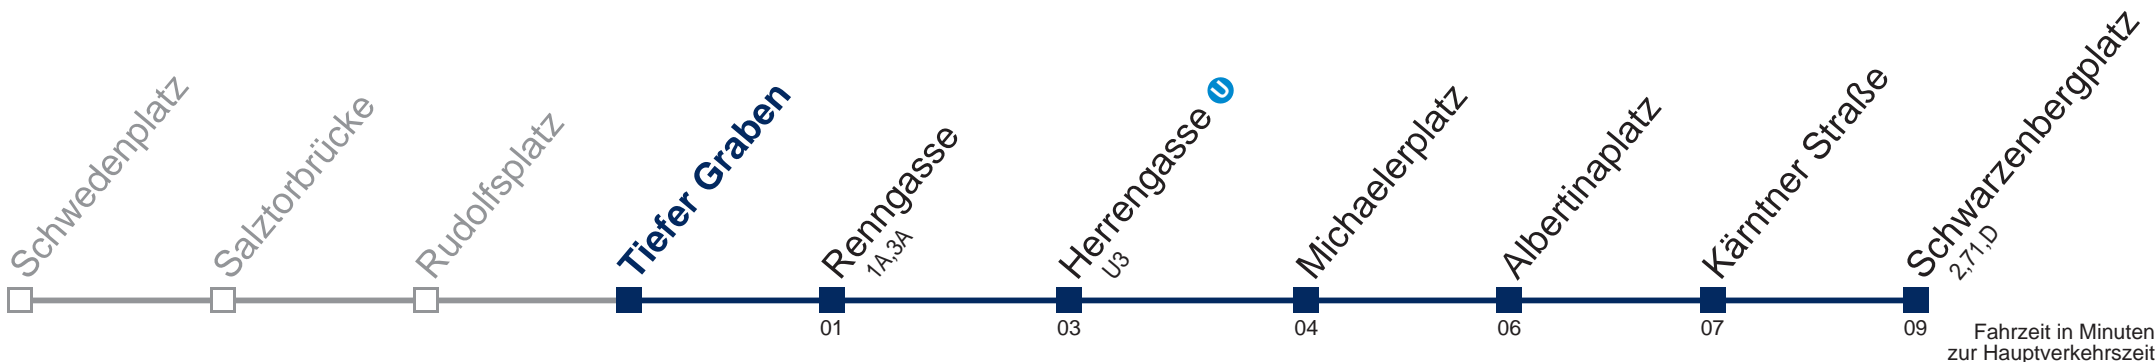 Schwedenplatz
Salztorbrücke
Rudolfsplatz
Tiefer Graben
Renngasse
1A,3A
Herrengasse U
U3
Michaelerplatz
Albertinaplatz
Kärntner Straße
Schwarzenbergplatz
2,71,D
01
03
04
06
07
09
Fahrzeit in Minuten
zur Hauptverkehrszeit